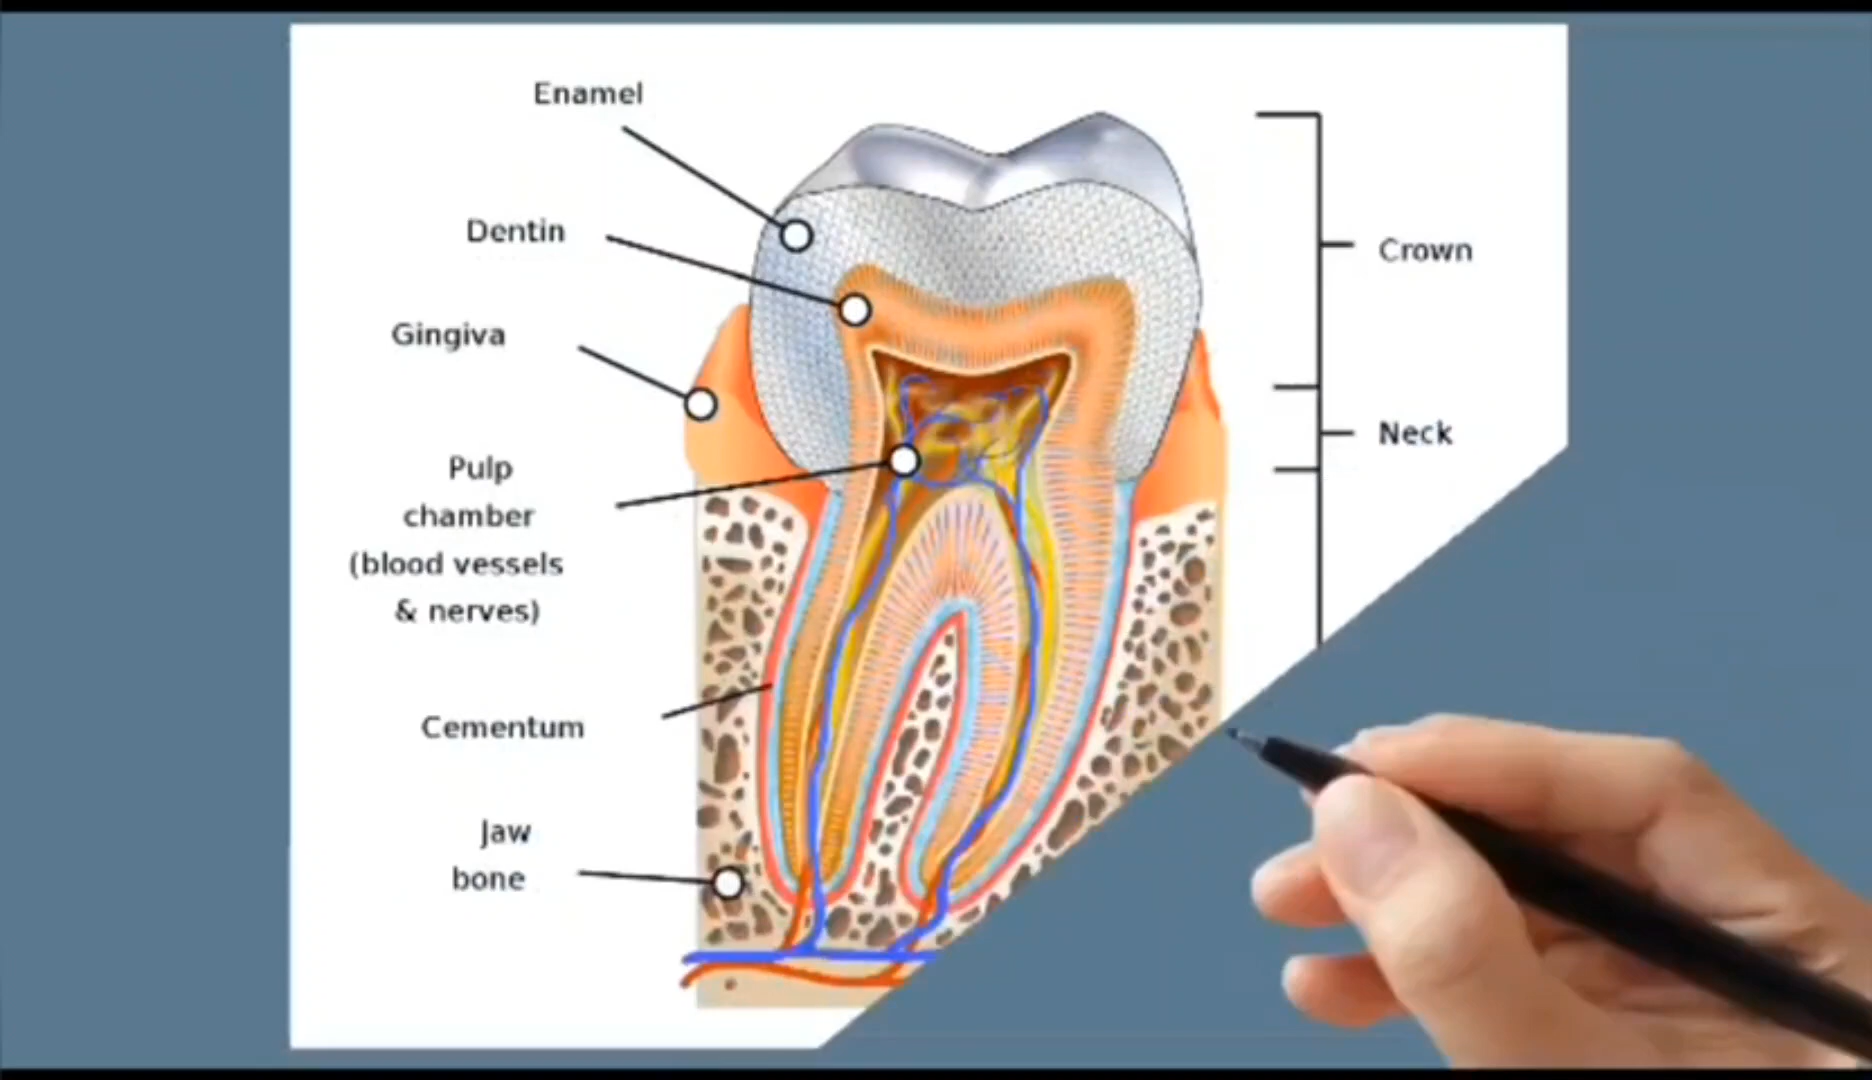 Enamel
Dentin
Gingiva
Pulp
chamber
(blood vessels
& nerves)
Cementum
Jaw
bone
Crown
Neck